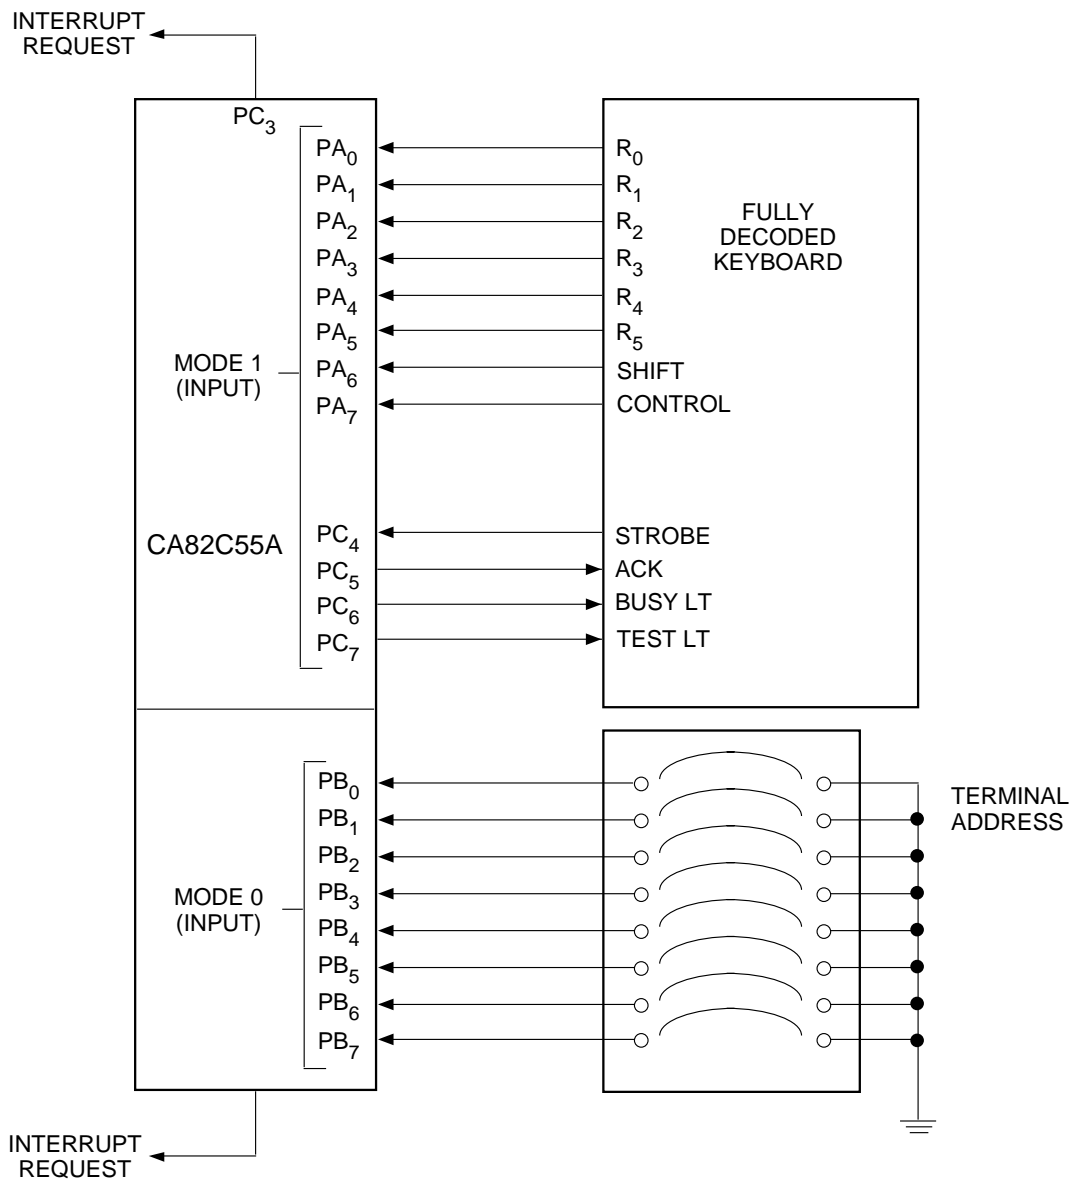 INTERRUPT
REQUEST
PC3
PA0
PA1
PA2
PA3
PA4
PA5
PA6
PA7
MODE 1
(INPUT)
CA82C55A
PC4
PC5
PC6
PC7
R0
R1
R2
R3
R4
R5
SHIFT
CONTROL
FULLY
DECODED
KEYBOARD
STROBE
ACK
BUSY LT
TEST LT
MODE 0
(INPUT)
PB0
PB1
PB2
PB3
PB4
PB5
PB6
PB7
TERMINAL
ADDRESS
INTERRUPT
REQUEST